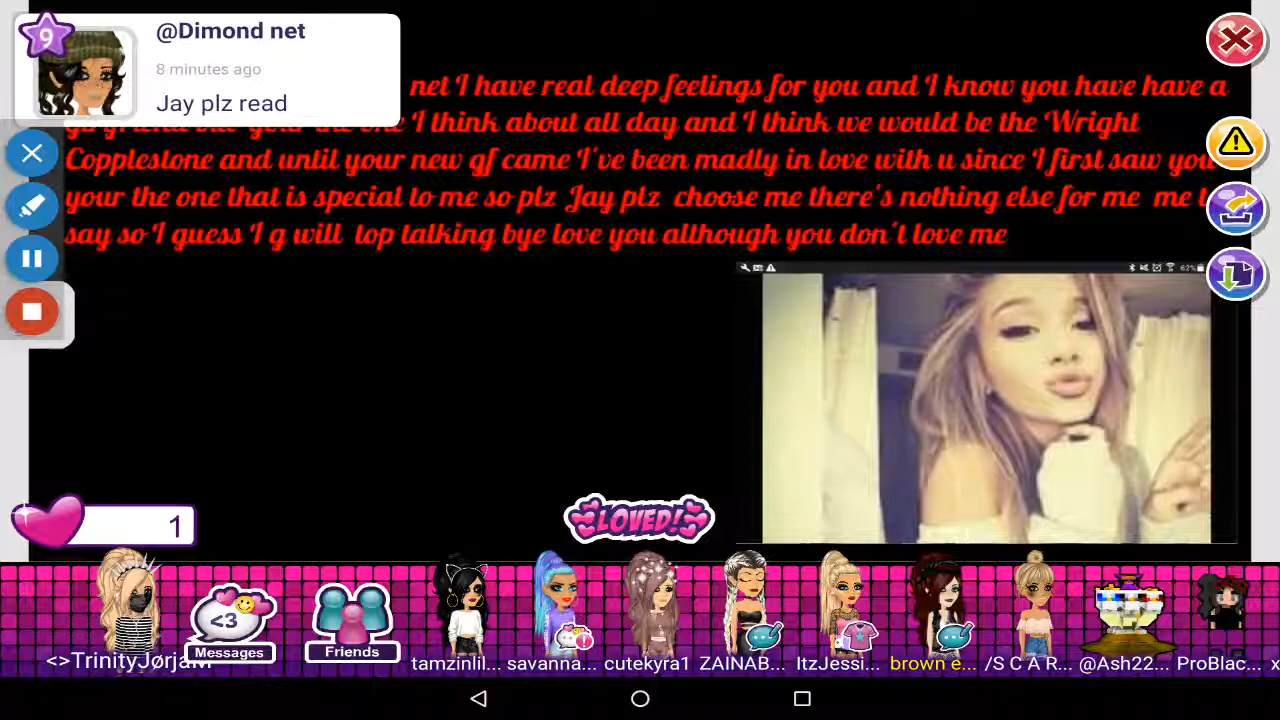 9
@Dimond net
8 minutes ago
Jay plz read
net I have real deep feelings for you and I know you have have a
I think about all day and I think we would be the Wright
Copplestone and until your new gf came I've been madly in love with u since I first saw you
your the one that is special to me so plz Jay plz choose me there's nothing else for me me
say so I guess I g will top talking bye love you although you don't love me
62%
1
LOVED!
<3
Messages
Friends
<>TrinityJørjaM
tamzinlil...
savanna...
cutekyra1
ZAINAB...
ItzJessi...
brown e...
/S C A R...
@Ash22...
ProBlac...
x